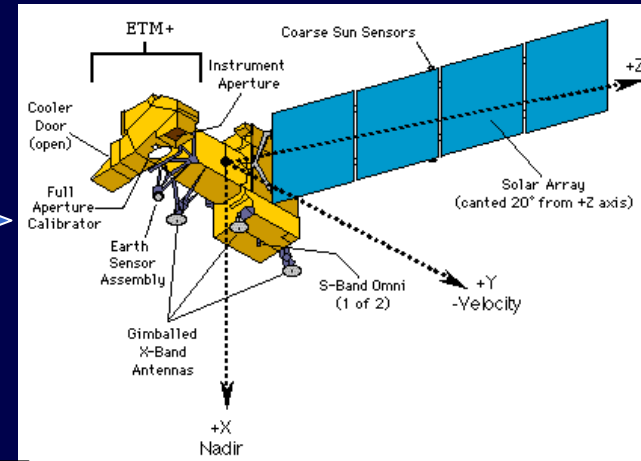 ETM+
Coarse Sun Sensors
Instrument
Aperture
+Z
Cooler
Door
(open)
Solar Array
(canted 20° from +Z axis)
Full
Aperture
Calibrator
Earth
Sensor
Assembly
S-Band Omni
(1 of 2)
+Y
-Velocity
Gimballed
X-Band
Antennas
+X
Nadir